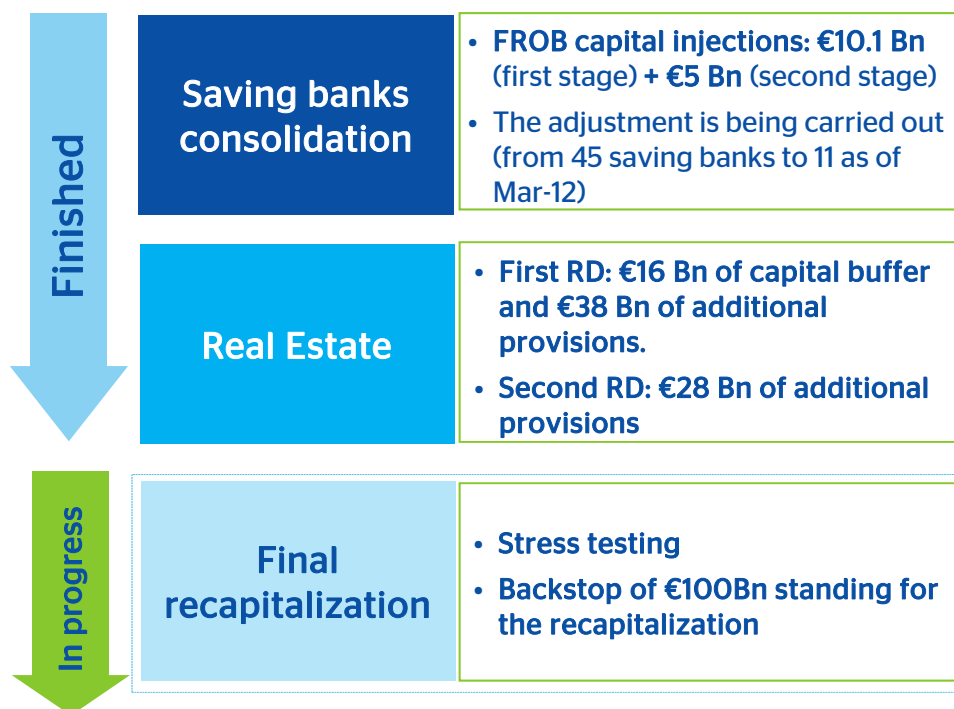 Finished
Saving banks
consolidation
• FROB capital injections: €10.1 Bn
(first stage) + €5 Bn (second stage)
• The adjustment is being carried out
(from 45 saving banks to 11 as of
Mar-12)
Real Estate
• First RD: €16 Bn of capital buffer
and €38 Bn of additional
provisions.
• Second RD: €28 Bn of additional
provisions
In progress
Final
recapitalization
• Stress testing
• Backstop of €100Bn standing for
the recapitalization